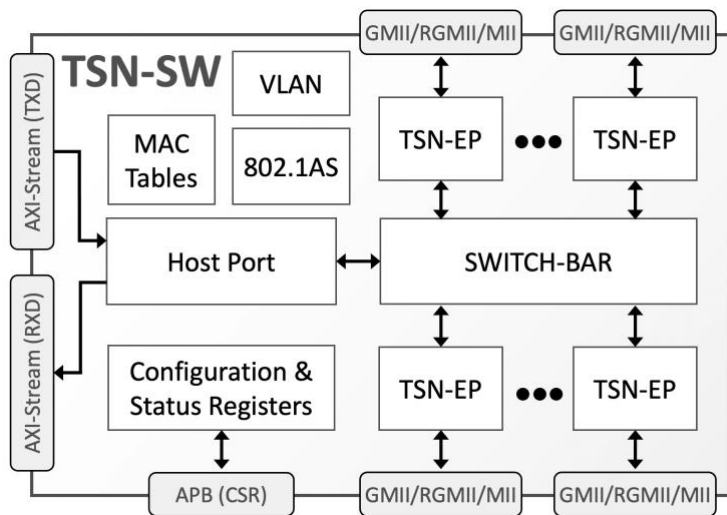 GMII/RGMII/MII
GMII/RGMII/MII
TSN-SW
AXI-Stream (TXD)
VLAN
MAC
Tables
802.1AS
TSN-EP
TSN-EP
Host Port
SWITCH-BAR
AXI-Stream (RXD)
Configuration &
Status Registers
TSN-EP
TSN-EP
APB (CSR)
GMII/RGMII/MII
GMII/RGMII/MII